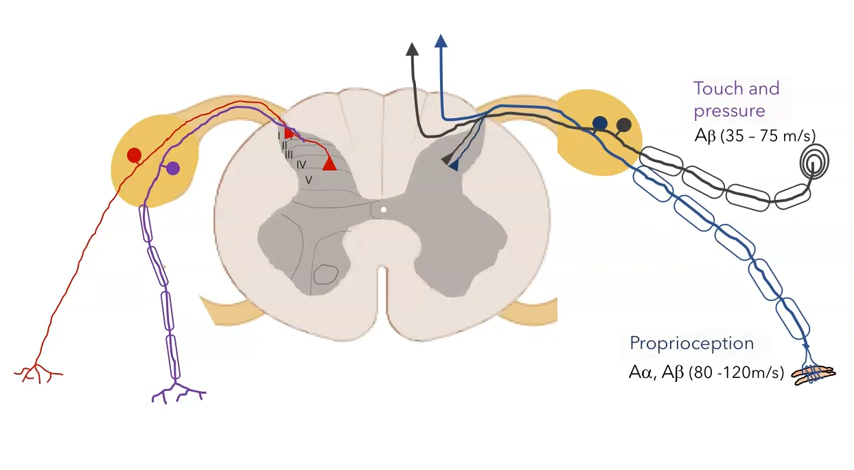 Touch and
pressure
Aβ (35 – 75 m/s)
I
II
III
IV
V
Proprioception
Aα, Aβ (80 -120m/s)